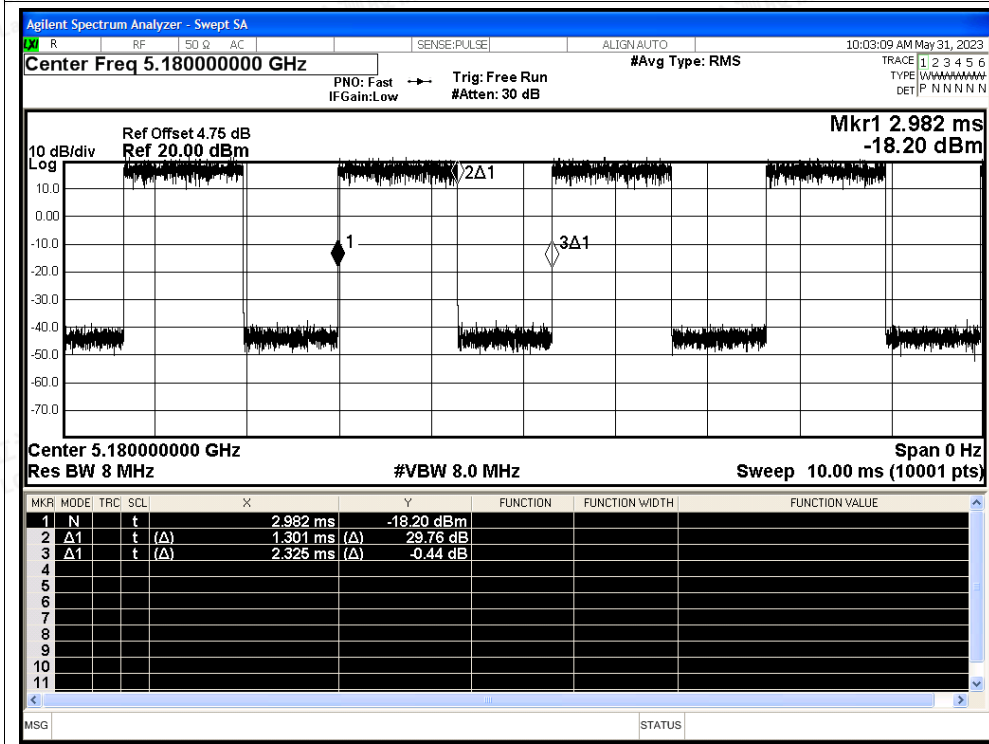 Agilent Spectrum Analyzer - Swept SA
LXI R RF 50 Ω AC SENSE:PULSE ALIGN AUTO 10:03:09 AM May 31, 2023
Center Freq 5.180000000 GHz #Avg Type: RMS TRACE 1 2 3 4 5 6
PNO: Fast Trig: Free Run TYPE
IFGain:Low #Atten: 30 dB DET P N N N N N
Mkr1 2.982 ms
Ref Offset 4.75 dB
10 dB/div Ref 20.00 dBm -18.20 dBm
Log
10.0
0.00
-10.0
-20.0
-30.0
-40.0
-50.0
-60.0
-70.0
2Δ1
1
3Δ1
Center 5.180000000 GHz Span 0 Hz
Res BW 8 MHz #VBW 8.0 MHz Sweep 10.00 ms (10001 pts)
MKR MODE TRC SCL X Y FUNCTION FUNCTION WIDTH FUNCTION VALUE
1 N t 2.982 ms -18.20 dBm
2 Δ1 t (Δ) 1.301 ms (Δ) 29.76 dB
3 Δ1 t (Δ) 2.325 ms (Δ) -0.44 dB
4
5
6
7
8
9
10
11
MSG STATUS